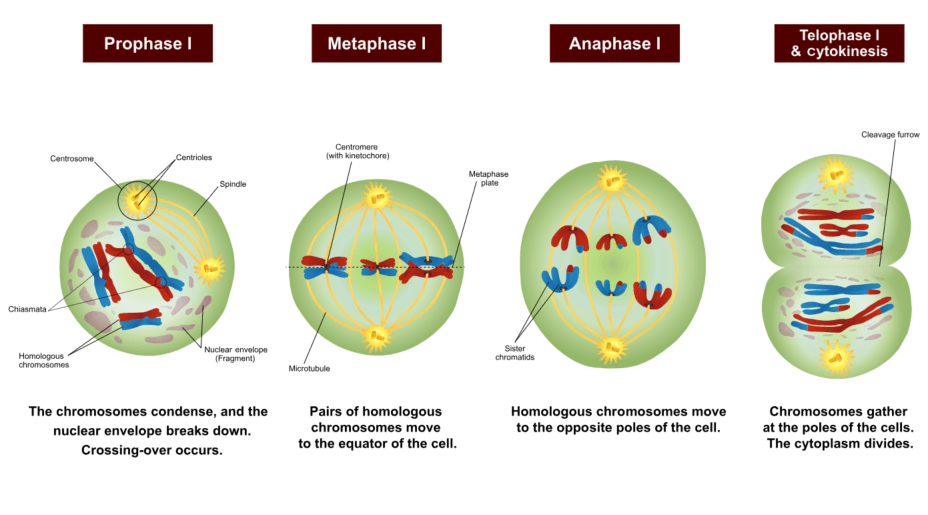 Prophase I
Metaphase I
Anaphase I
Telophase I
& cytokinesis
Centrosome
Centrioles
Spindle
Chiasmata
Homologous
chromosomes
Nuclear envelope
(Fragment)
Centromere
(with kinetochore)
Metaphase
plate
Microtubule
Sister
chromatids
Cleavage furrow
The chromosomes condense, and the
nuclear envelope breaks down.
Crossing-over occurs.
Pairs of homologous
chromosomes move
to the equator of the cell.
Homologous chromosomes move
to the opposite poles of the cell.
Chromosomes gather
at the poles of the cells.
The cytoplasm divides.